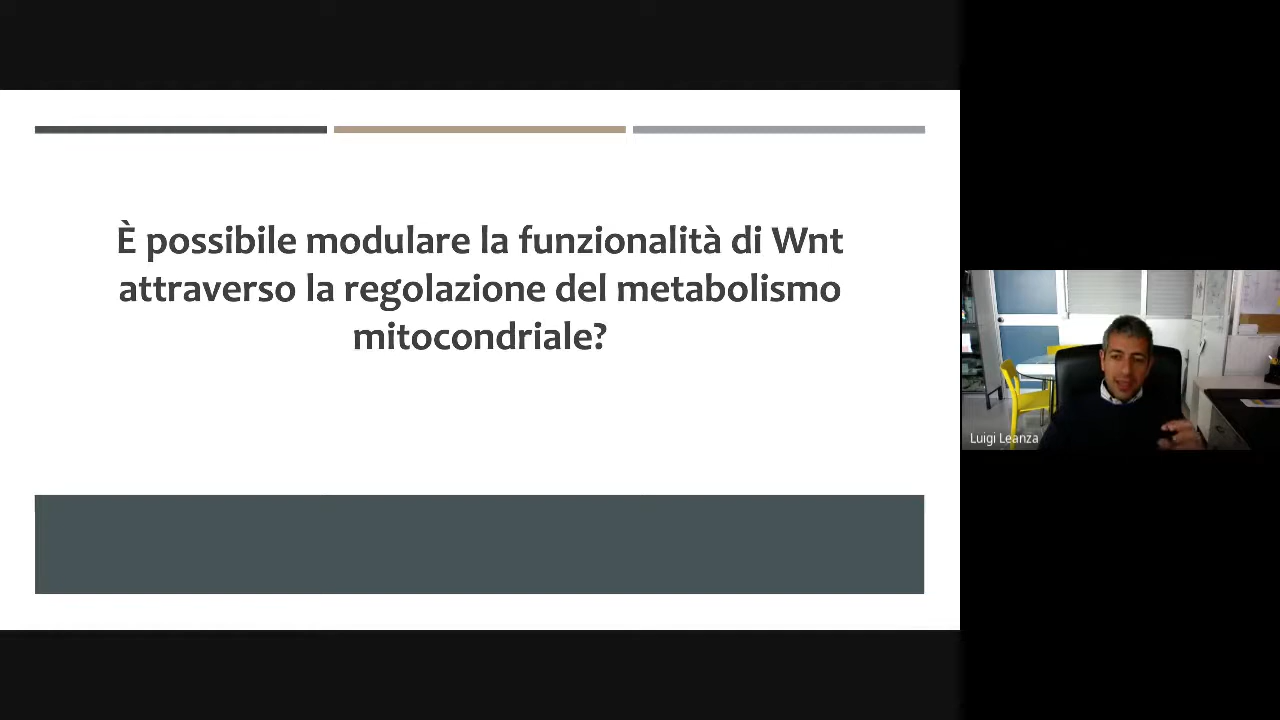 È possibile modulare la funzionalità di Wnt
attraverso la regolazione del metabolismo
mitocondriale?
Luigi Leanza